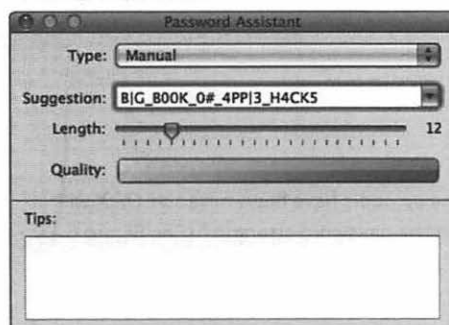 Password Assistant
Type: Manual
Suggestion: B|G_B00K_0#_4PP|3_H4CK5
Length: 12
Quality:
Tips: